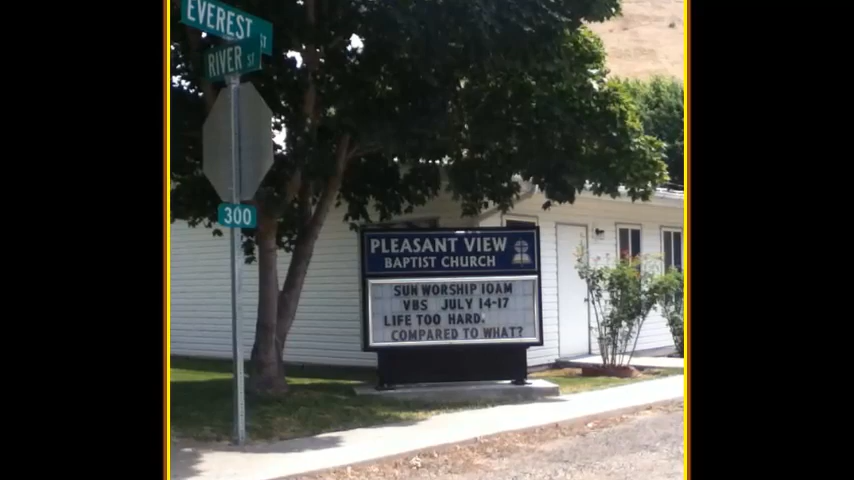 EVEREST ST
RIVER ST
300
PLEASANT VIEW
BAPTIST CHURCH
SUN WORSHIP 10AM
VBS JULY 14-17
LIFE TOO HARD.
COMPARED TO WHAT?